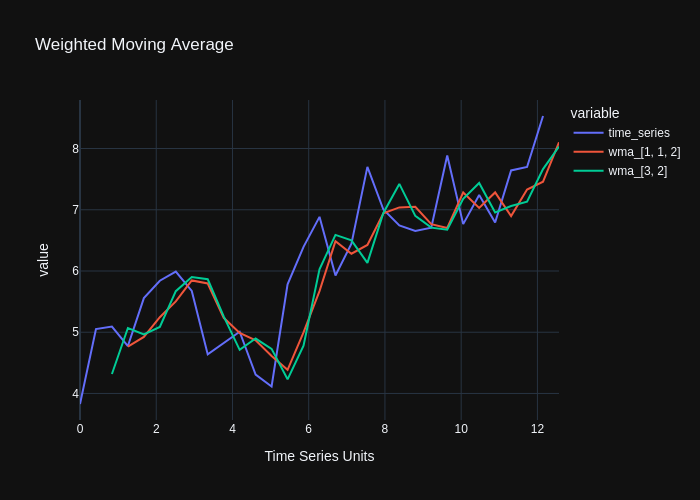 Weighted Moving Average
variable
time_series
wma_[1, 1, 2]
wma_[3, 2]
value
8
7
6
5
4
0 2 4 6 8 10 12
Time Series Units